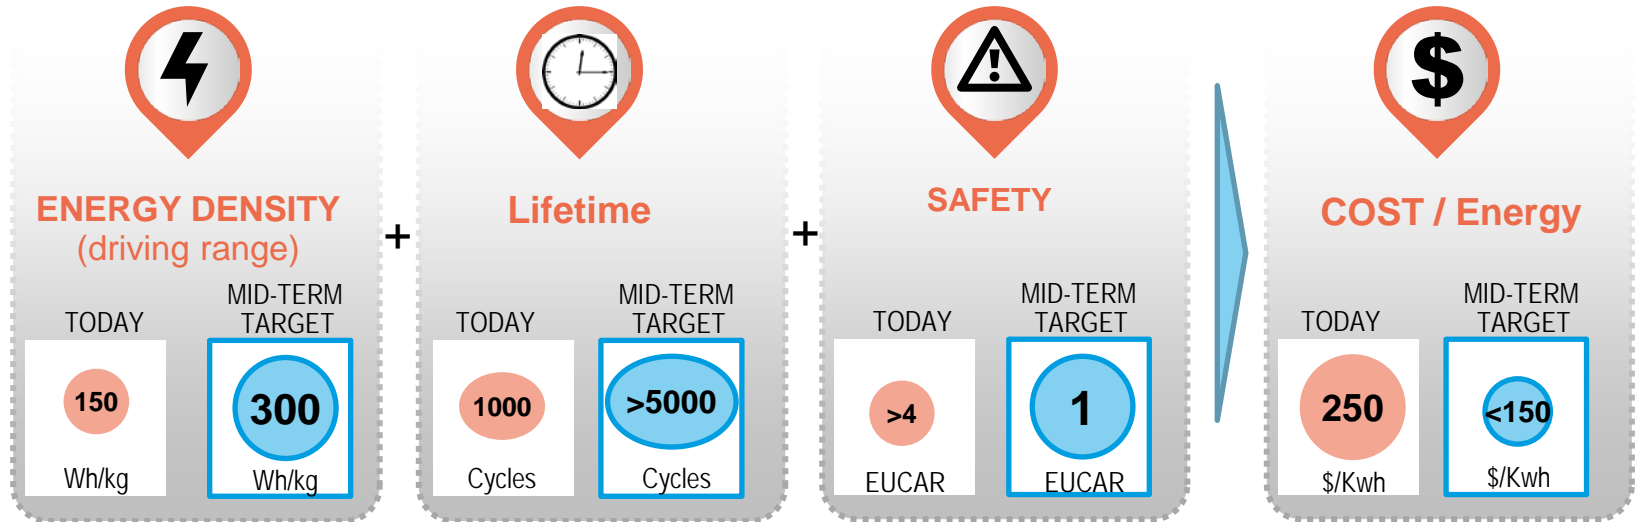 ENERGY DENSITY
(driving range)
TODAY
MID-TERM
TARGET
150
Wh/kg
300
Wh/kg
+
Lifetime
TODAY
MID-TERM
TARGET
1000
Cycles
>5000
Cycles
+
SAFETY
TODAY
MID-TERM
TARGET
>4
EUCAR
1
EUCAR
$
COST / Energy
TODAY
MID-TERM
TARGET
250
$/Kwh
<150
$/Kwh